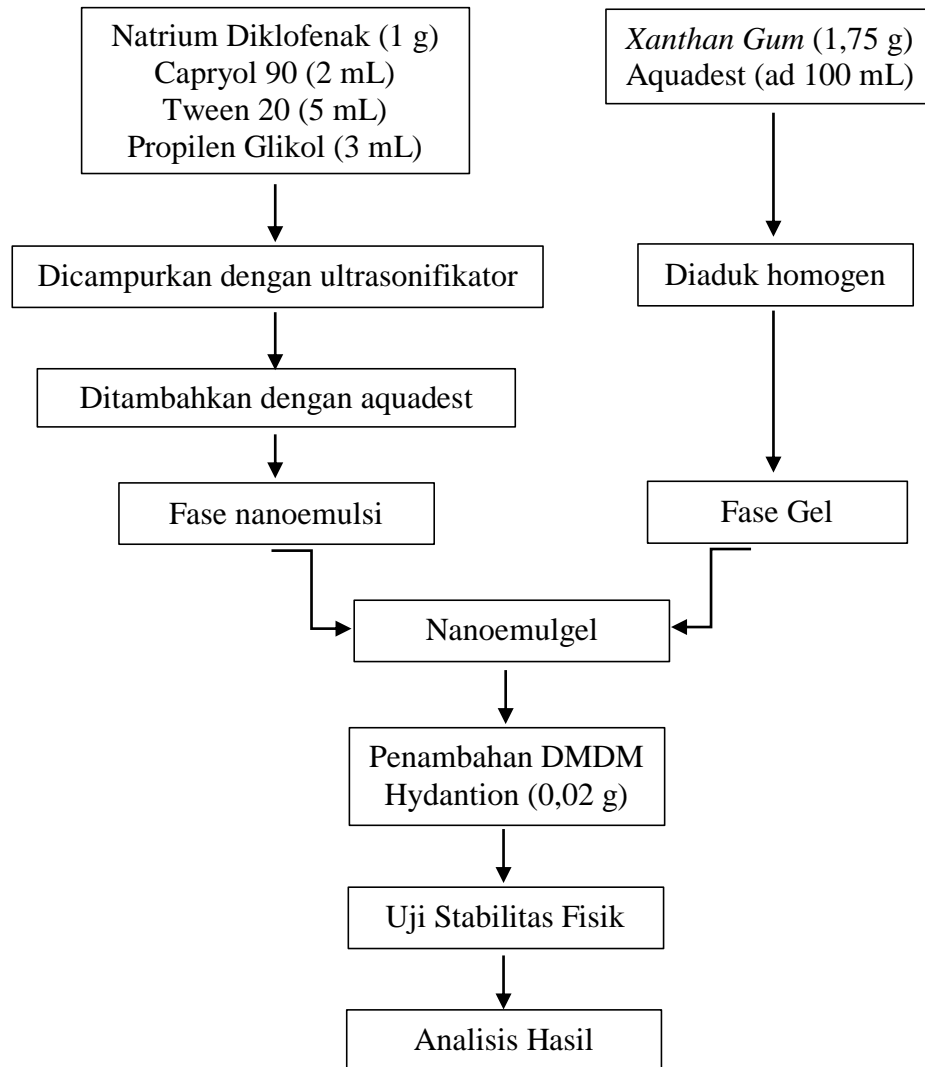 Natrium Diklofenak (1 g)
Capryol 90 (2 mL)
Tween 20 (5 mL)
Propilen Glikol (3 mL)
Xanthan Gum (1,75 g)
Aquadest (ad 100 mL)
Dicampurkan dengan ultrasonifikator
Diaduk homogen
Ditambahkan dengan aquadest
Fase nanoemulsi
Fase Gel
Nanoemulgel
Penambahan DMDM
Hydantion (0,02 g)
Uji Stabilitas Fisik
Analisis Hasil